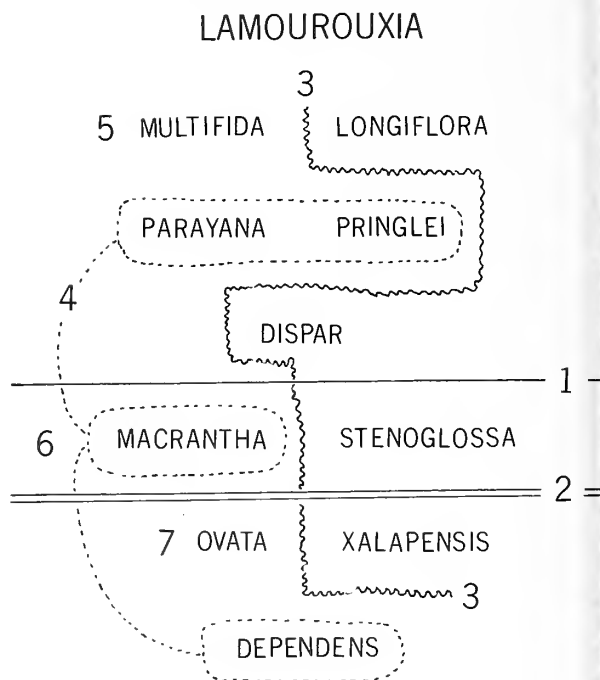 LAMOUROUXIA
3
5 MULTIFIDA LONGIFLORA
PARAYANA PRINGLEI
4
DISPAR
1
6 MACRANTHA STENOGLOSSA
2
7 OVATA XALAPENSIS
3
DEPENDENS